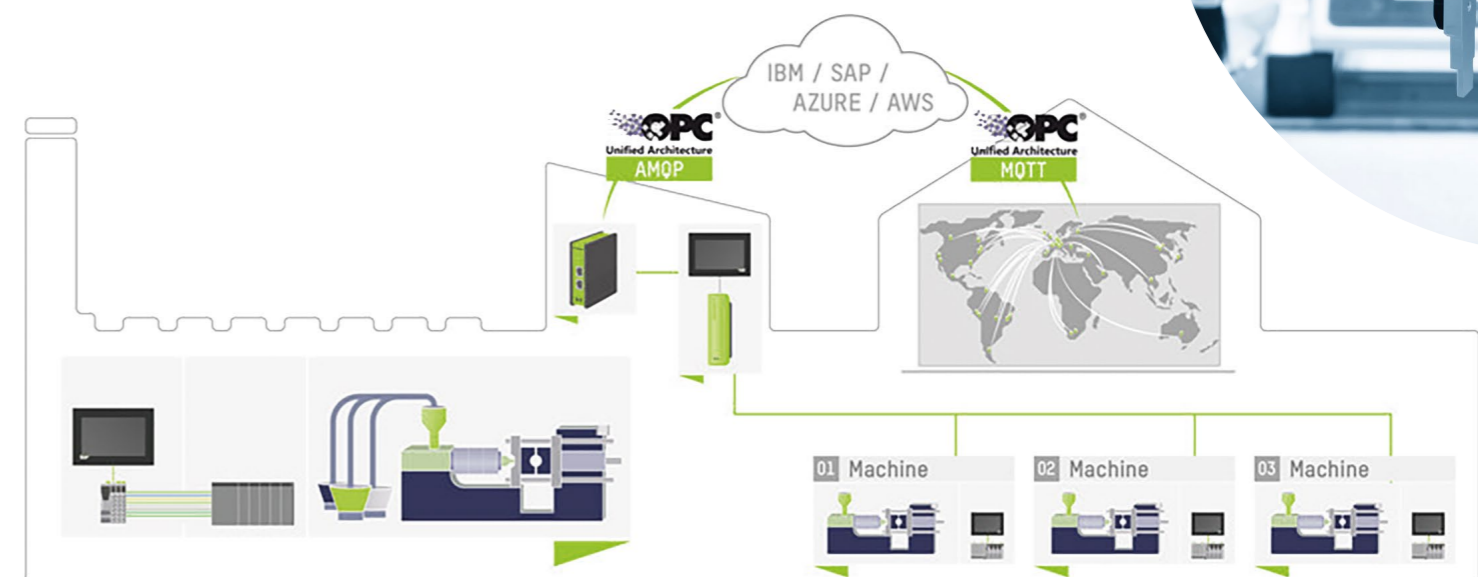 IBM / SAP /
AZURE / AWS
OPC®
Unified Architecture
AMQP
OPC®
Unified Architecture
MQTT
01 Machine
02 Machine
03 Machine